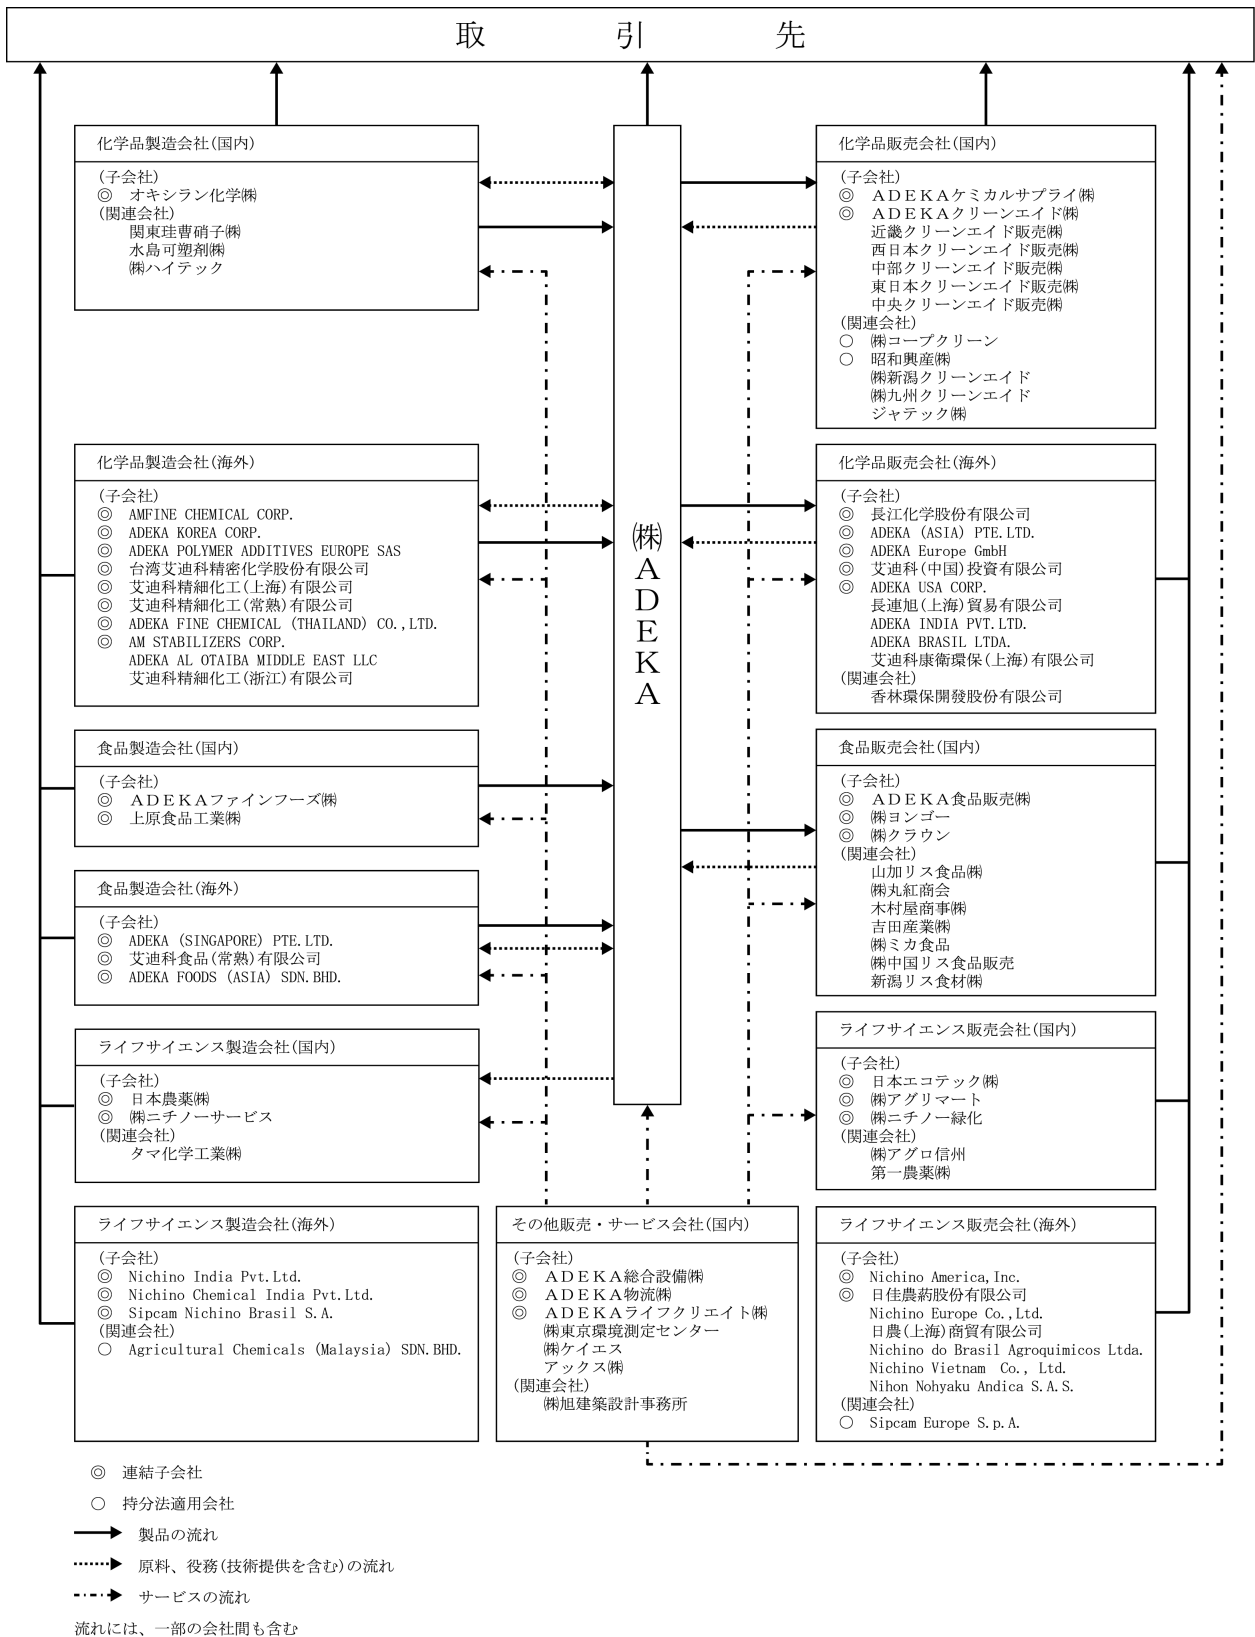 取引先
化学品製造会社(国内)
(子会社)
◎ オキシラン化学㈱
(関連会社)
関東珪曹硝子㈱
水島可塑剤㈱
㈱ハイテック
化学品販売会社(国内)
(子会社)
◎ ADEKAケミカルサプライ㈱
◎ ADEKAクリーンエイド㈱
近畿クリーンエイド販売㈱
西日本クリーンエイド販売㈱
中部クリーンエイド販売㈱
東日本クリーンエイド販売㈱
中央クリーンエイド販売㈱
(関連会社)
○ ㈱コープクリーン
○ 昭和興産㈱
㈱新潟クリーンエイド
㈱九州クリーンエイド
ジャテック㈱
化学品製造会社(海外)
(子会社)
◎ AMFINE CHEMICAL CORP.
◎ ADEKA KOREA CORP.
◎ ADEKA POLYMER ADDITIVES EUROPE SAS
◎ 台湾艾迪科精密化学股份有限公司
◎ 艾迪科精細化工(上海)有限公司
◎ 艾迪科精細化工(常熟)有限公司
◎ ADEKA FINE CHEMICAL (THAILAND) CO.,LTD.
◎ AM STABILIZERS CORP.
ADEKA AL OTAIBA MIDDLE EAST LLC
艾迪科精細化工(浙江)有限公司
㈱ADEKA
化学品販売会社(海外)
(子会社)
◎ 長江化学股份有限公司
◎ ADEKA (ASIA) PTE.LTD.
◎ ADEKA Europe GmbH
◎ 艾迪科(中国)投資有限公司
◎ ADEKA USA CORP.
長連旭(上海)貿易有限公司
ADEKA INDIA PVT.LTD.
ADEKA BRASIL LTDA.
艾迪科康衛環保(上海)有限公司
(関連会社)
香林環保開發股份有限公司
食品製造会社(国内)
(子会社)
◎ ADEKAファインフーズ㈱
◎ 上原食品工業㈱
食品販売会社(国内)
(子会社)
◎ ADEKA食品販売㈱
◎ ㈱ヨンゴー
◎ ㈱クラウン
(関連会社)
山加リス食品㈱
㈱丸紅商会
木村屋商事㈱
吉田産業㈱
㈱ミカ食品
㈱中国リス食品販売
新潟リス食材㈱
食品製造会社(海外)
(子会社)
◎ ADEKA (SINGAPORE) PTE.LTD.
◎ 艾迪科食品(常熟)有限公司
◎ ADEKA FOODS (ASIA) SDN.BHD.
ライフサイエンス製造会社(国内)
(子会社)
◎ 日本農薬㈱
◎ ㈱ニチノーサービス
(関連会社)
タマ化学工業㈱
ライフサイエンス販売会社(国内)
(子会社)
◎ 日本エコテック㈱
◎ ㈱アグリマート
◎ ㈱ニチノー緑化
(関連会社)
㈱アグロ信州
第一農薬㈱
ライフサイエンス製造会社(海外)
(子会社)
◎ Nichino India Pvt.Ltd.
◎ Nichino Chemical India Pvt.Ltd.
◎ Sipcam Nichino Brasil S.A.
(関連会社)
○ Agricultural Chemicals (Malaysia) SDN.BHD.
その他販売・サービス会社(国内)
(子会社)
◎ ADEKA総合設備㈱
◎ ADEKA物流㈱
◎ ADEKAライフクリエイト㈱
㈱東京環境測定センター
㈱ケイエス
アックス㈱
(関連会社)
㈱旭建築設計事務所
ライフサイエンス販売会社(海外)
(子会社)
◎ Nichino America,Inc.
◎ 日佳農葯股份有限公司
Nichino Europe Co.,Ltd.
日農(上海)商貿有限公司
Nichino do Brasil Agroquimicos Ltda.
Nichino Vietnam Co., Ltd.
Nihon Nohyaku Andica S.A.S.
(関連会社)
○ Sipcam Europe S.p.A.
◎ 連結子会社
○ 持分法適用会社
製品の流れ
原料、役務(技術提供を含む)の流れ
サービスの流れ
流れには、一部の会社間も含む